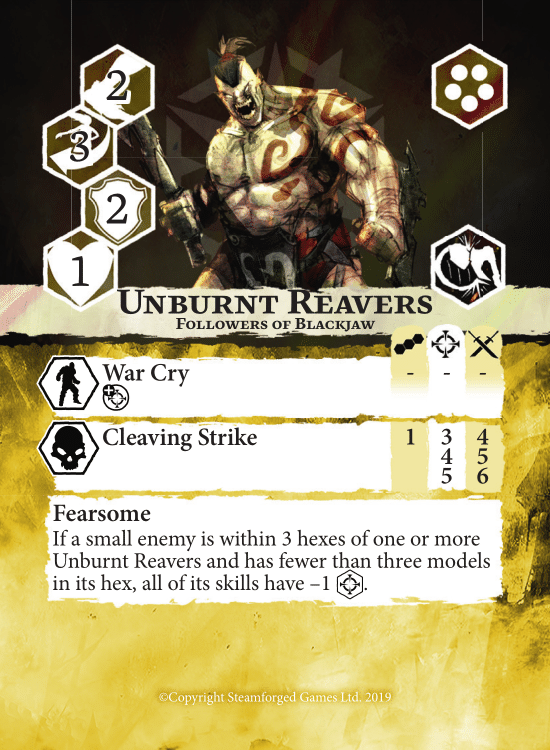 2
3
2
1
Unburnt Reavers
Followers of Blackjaw
War Cry
- - -
Cleaving Strike
1 3 4
4 5
5 6
Fearsome
If a small enemy is within 3 hexes of one or more
Unburnt Reavers and has fewer than three models
in its hex, all of its skills have –1 .
©Copyright Steamforged Games Ltd. 2019